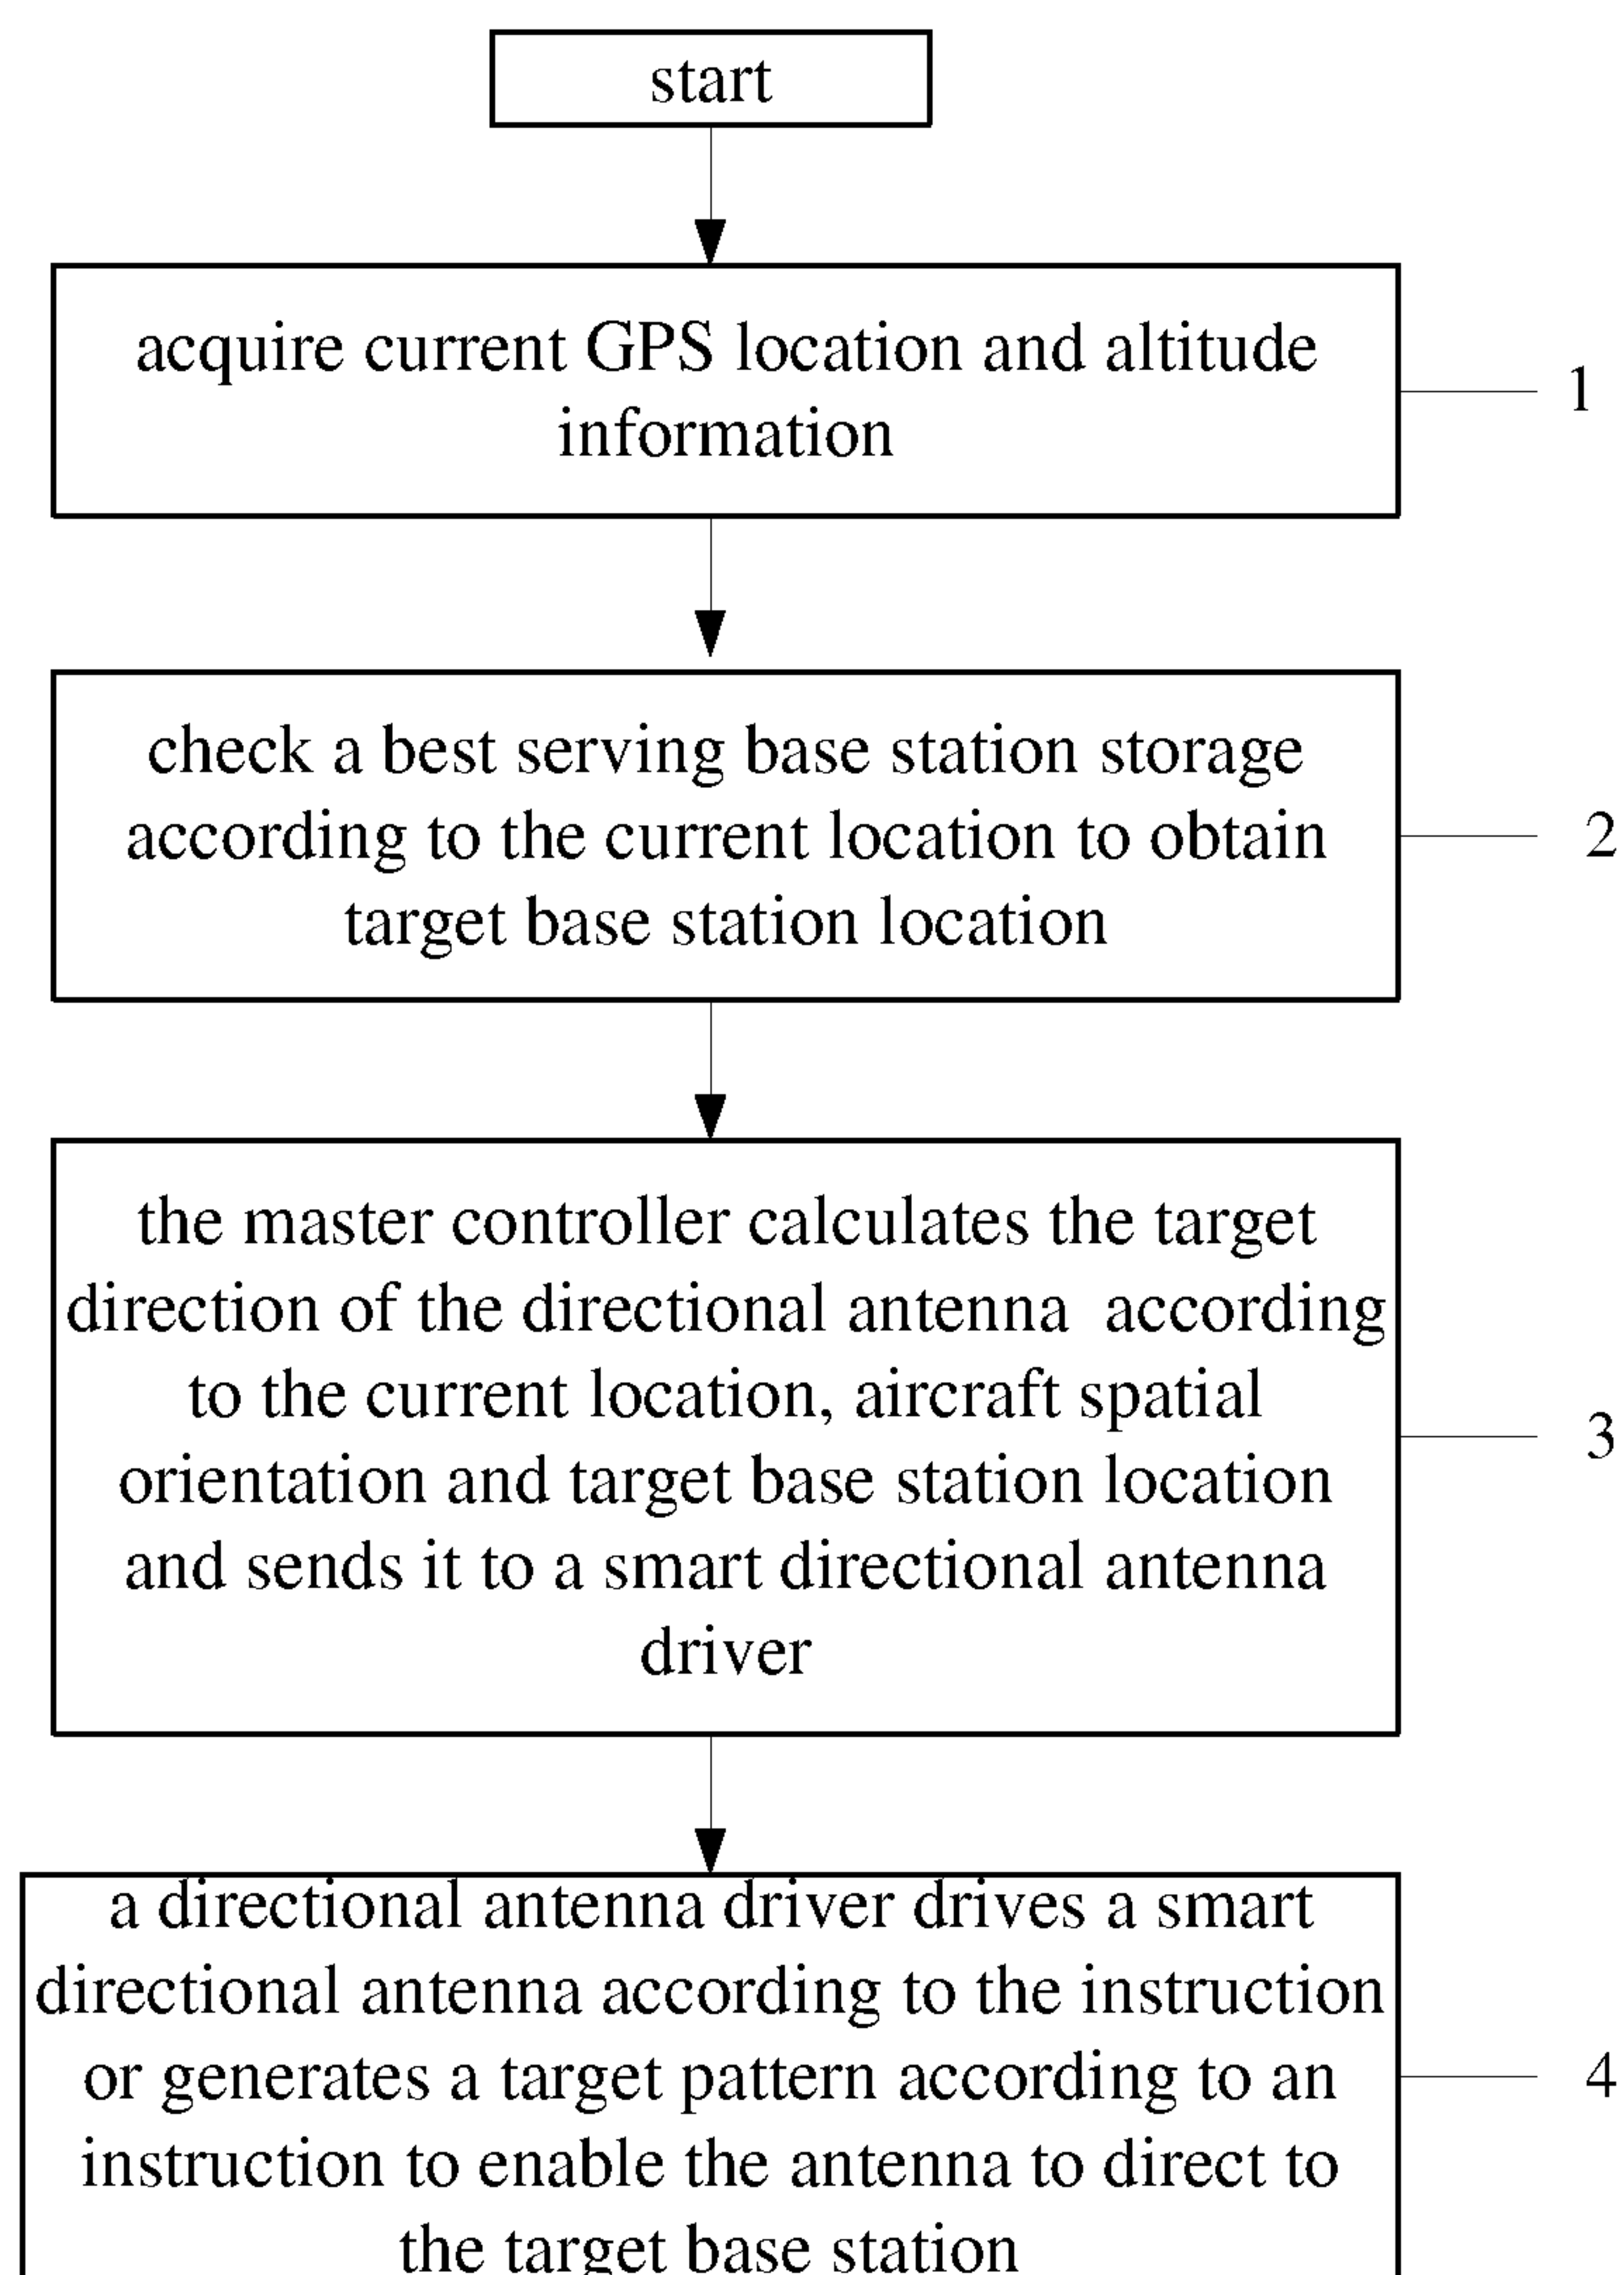 start
acquire current GPS location and altitude
information
1
check a best serving base station storage
according to the current location to obtain
target base station location
2
the master controller calculates the target
direction of the directional antenna according
to the current location, aircraft spatial
orientation and target base station location
and sends it to a smart directional antenna
driver
3
a directional antenna driver drives a smart
directional antenna according to the instruction
or generates a target pattern according to an
instruction to enable the antenna to direct to
the target base station
4